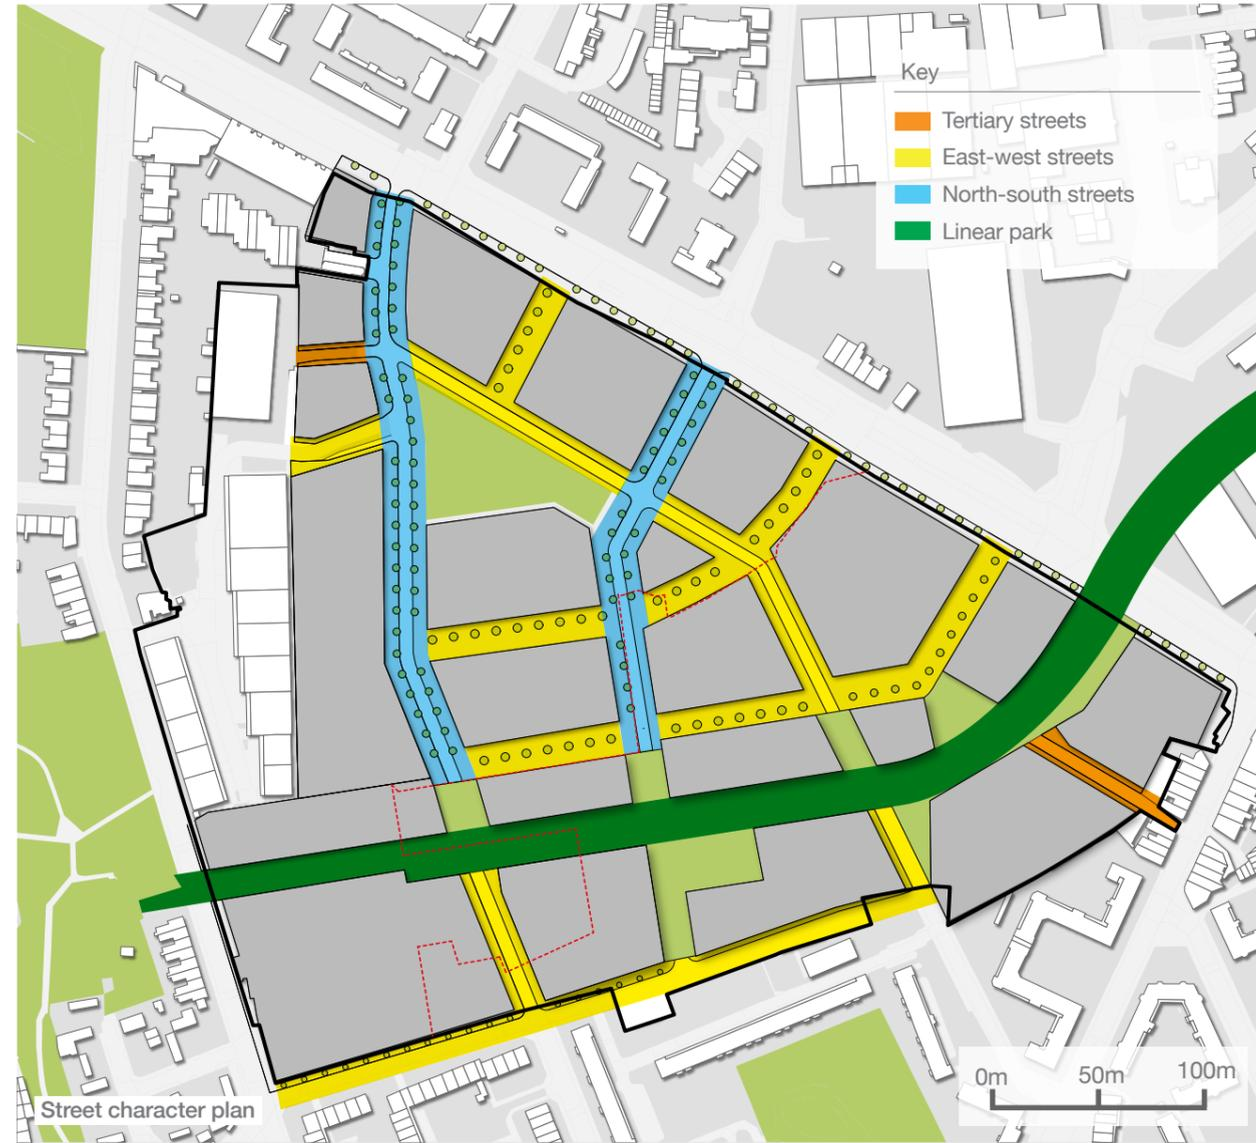 Key
Tertiary streets
East-west streets
North-south streets
Linear park
0m 50m 100m
Street character plan